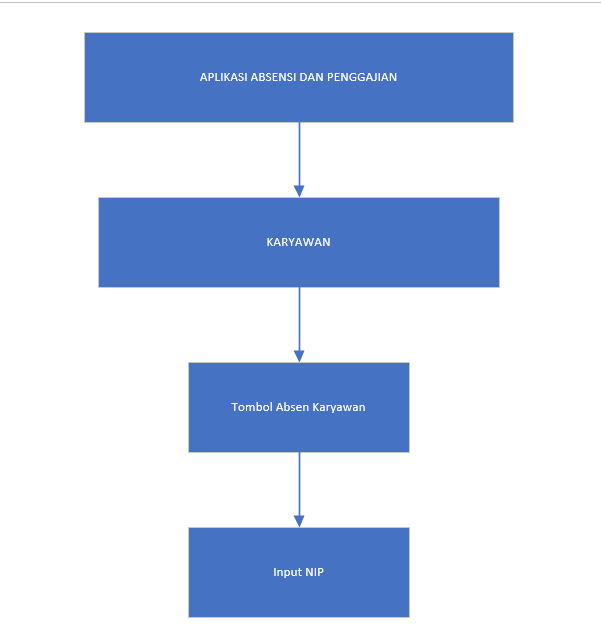 APLIKASI ABSENSI DAN PENGGAJIAN
KARYAWAN
Tombol Absen Karyawan
Input NIP